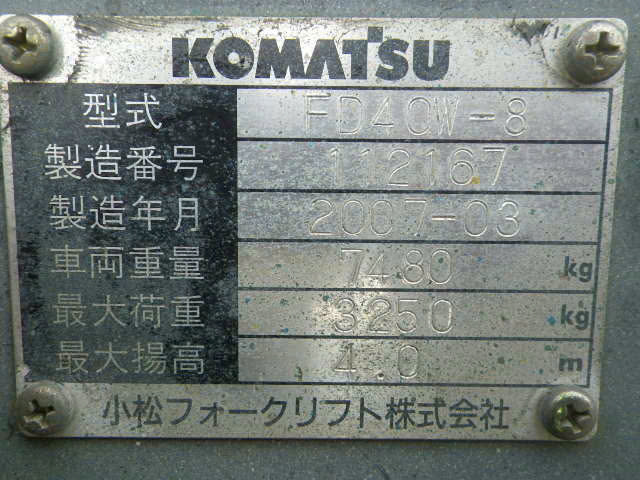 KOMATSU
型式 FD40W-8
製造番号 112167
製造年月 2007-03
車両重量 7480 kg
最大荷重 3250 kg
最大揚高 4.0 m
小松フォークリフト株式会社